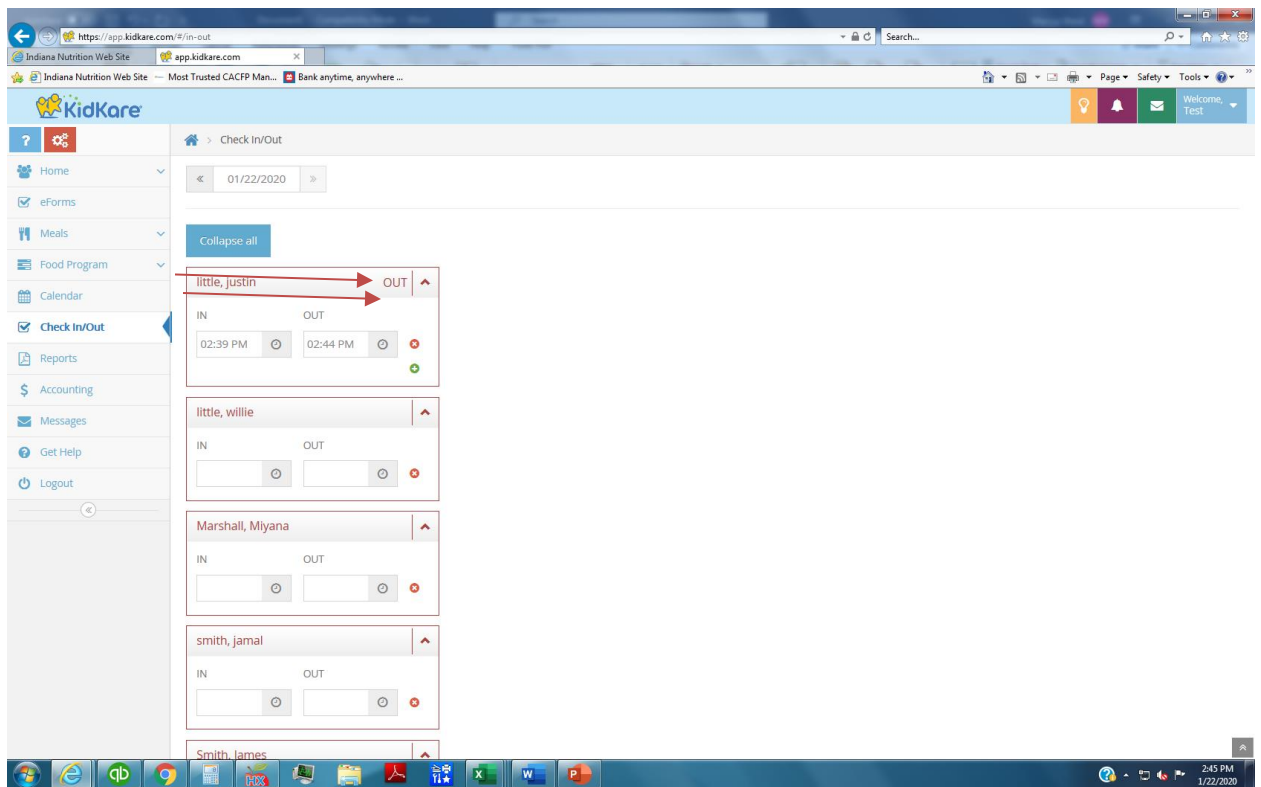 https://app.kidkare.com/#/in-out
Search...
Indiana Nutrition Web Site
app.kidkare.com
Indiana Nutrition Web Site
Most Trusted CACFP Man...
Bank anytime, anywhere ...
Page
Safety
Tools
KidKare
Welcome, Test
Check In/Out
Home
eForms
Meals
Food Program
Calendar
Check In/Out
Reports
Accounting
Messages
Get Help
Logout
01/22/2020
Collapse all
little, justin OUT
IN OUT
02:39 PM 02:44 PM
little, willie
IN OUT
Marshall, Miyana
IN OUT
smith, jamal
IN OUT
Smith, James
2:45 PM
1/22/2020